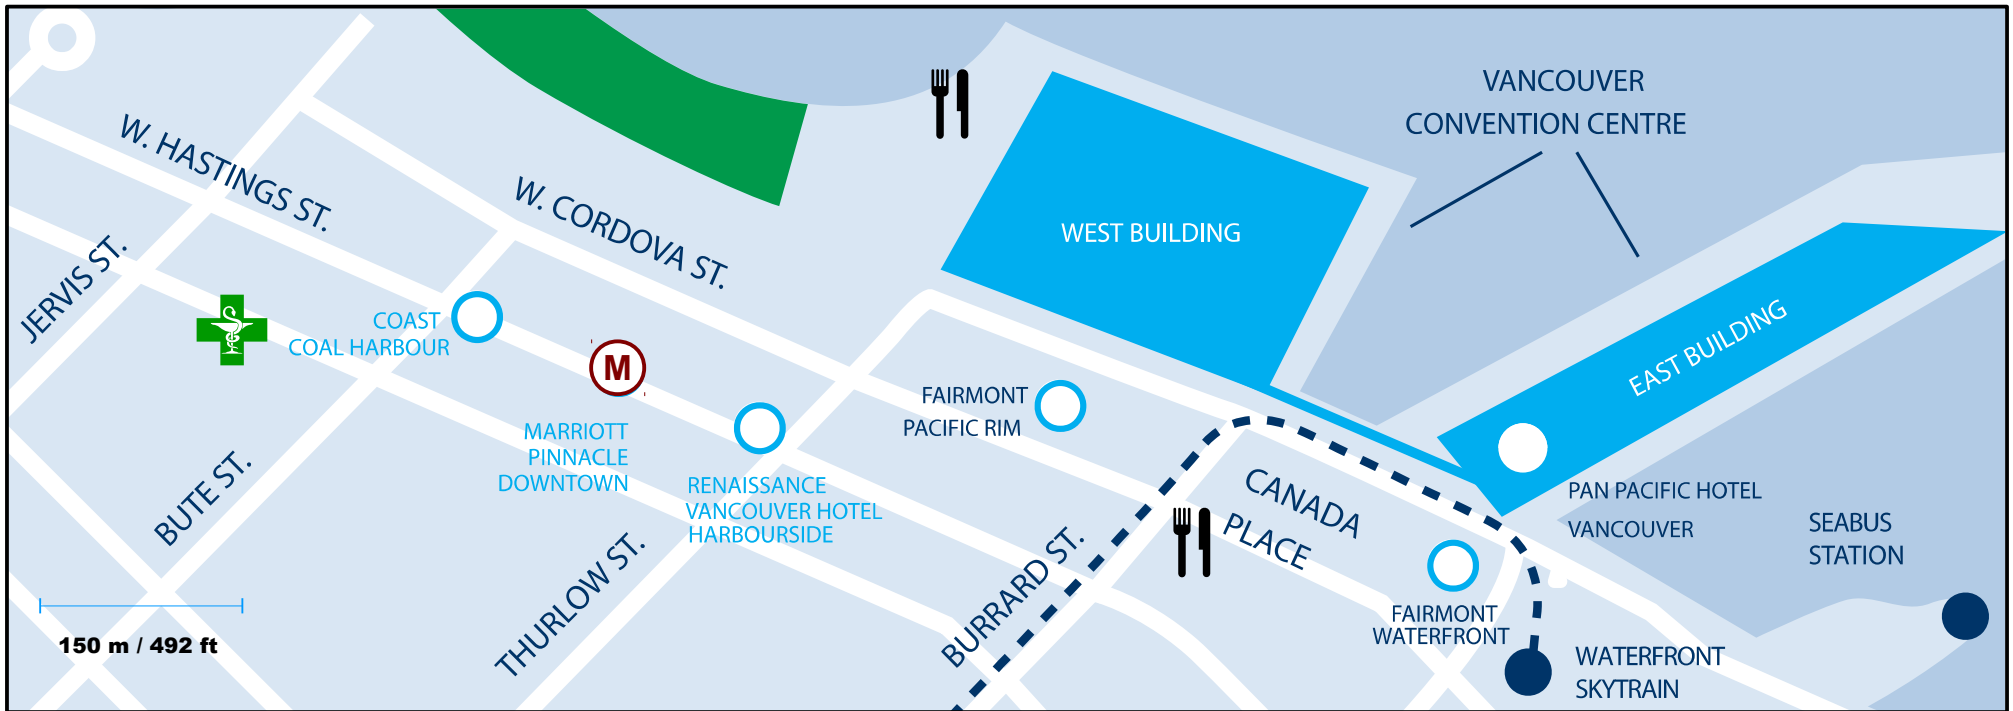 VANCOUVER
CONVENTION CENTRE
W. HASTINGS ST.
W. CORDOVA ST.
WEST BUILDING
JERVIS ST.
EAST BUILDING
COAST
COAL HARBOUR
M
FAIRMONT
PACIFIC RIM
MARRIOTT
PINNACLE
DOWNTOWN
RENAISSANCE
VANCOUVER HOTEL
HARBOURSIDE
BUTE ST.
THURLOW ST.
BURRARD ST.
CANADA
PLACE
PAN PACIFIC HOTEL
VANCOUVER
SEABUS
STATION
FAIRMONT
WATERFRONT
WATERFRONT
SKYTRAIN
150 m / 492 ft